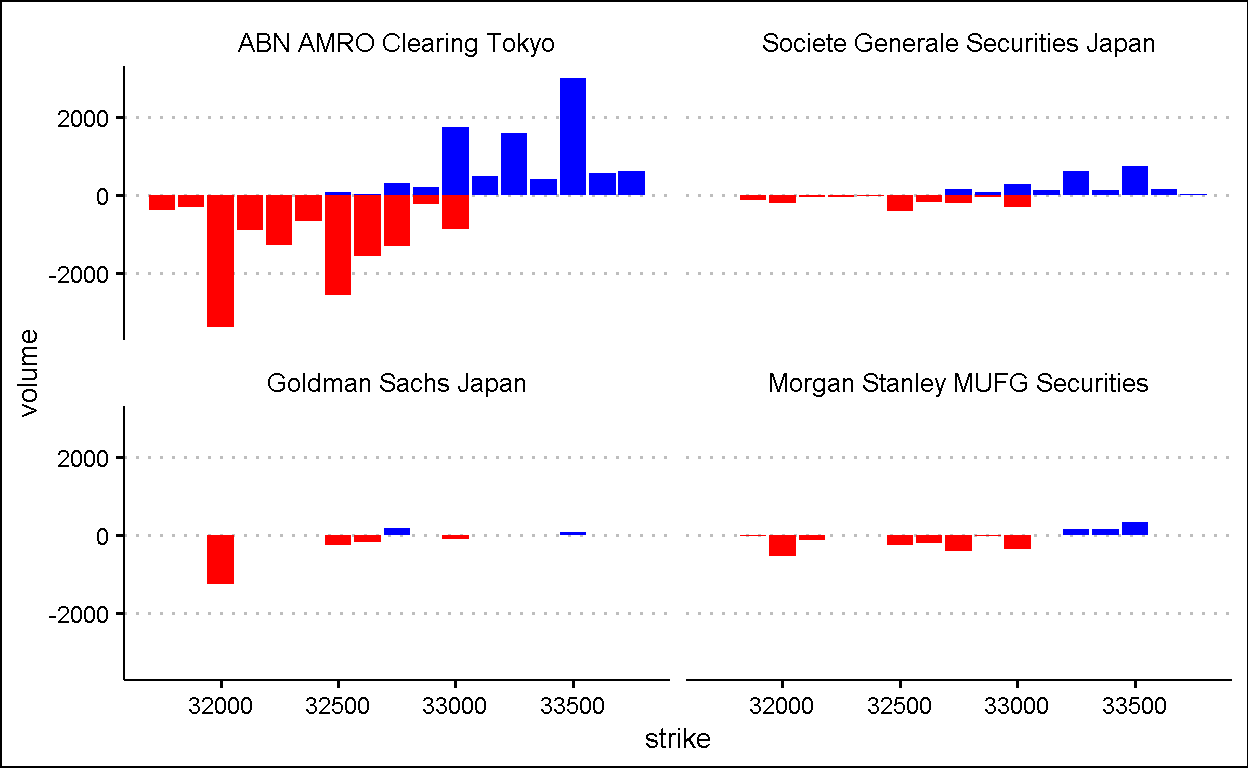 ABN AMRO Clearing Tokyo
Societe Generale Securities Japan
2000
0
-2000
volume
Goldman Sachs Japan
Morgan Stanley MUFG Securities
2000
0
-2000
32000 32500 33000 33500 32000 32500 33000 33500
strike